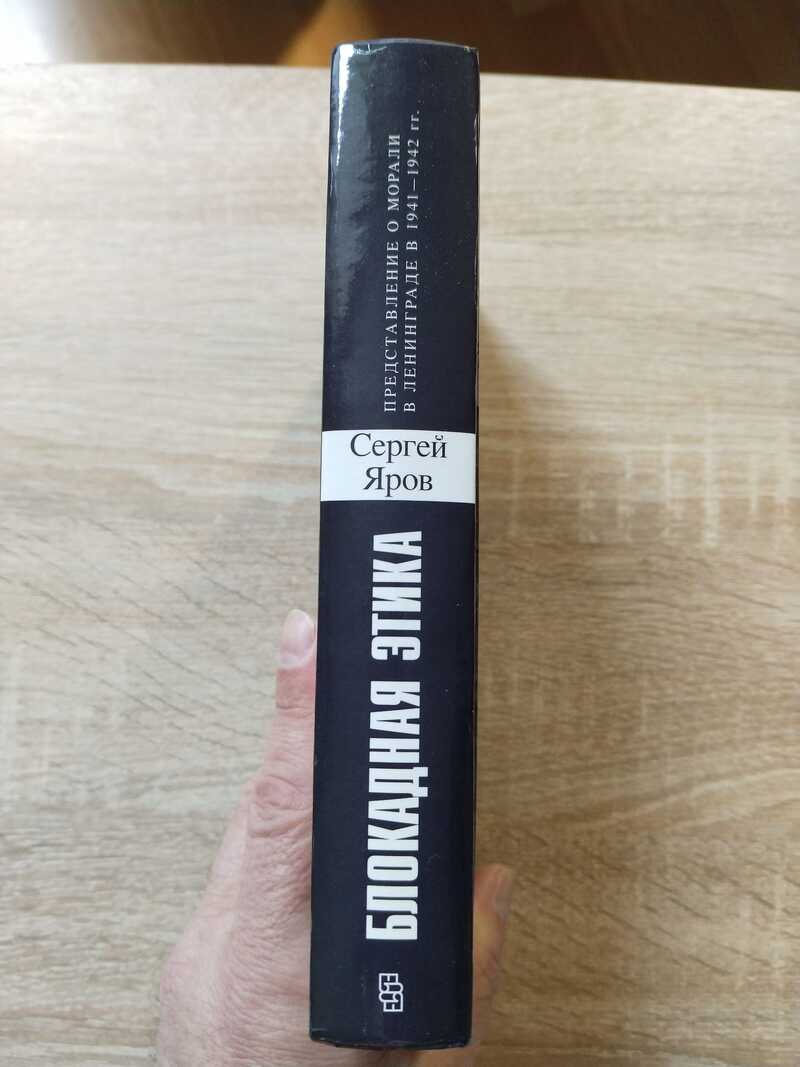 ПРЕДСТАВЛЕНИЕ О МОРАЛИ
В ЛЕНИНГРАДЕ В 1941—1942 гг.
Сергей
Яров
БЛОКАДНАЯ ЭТИКА